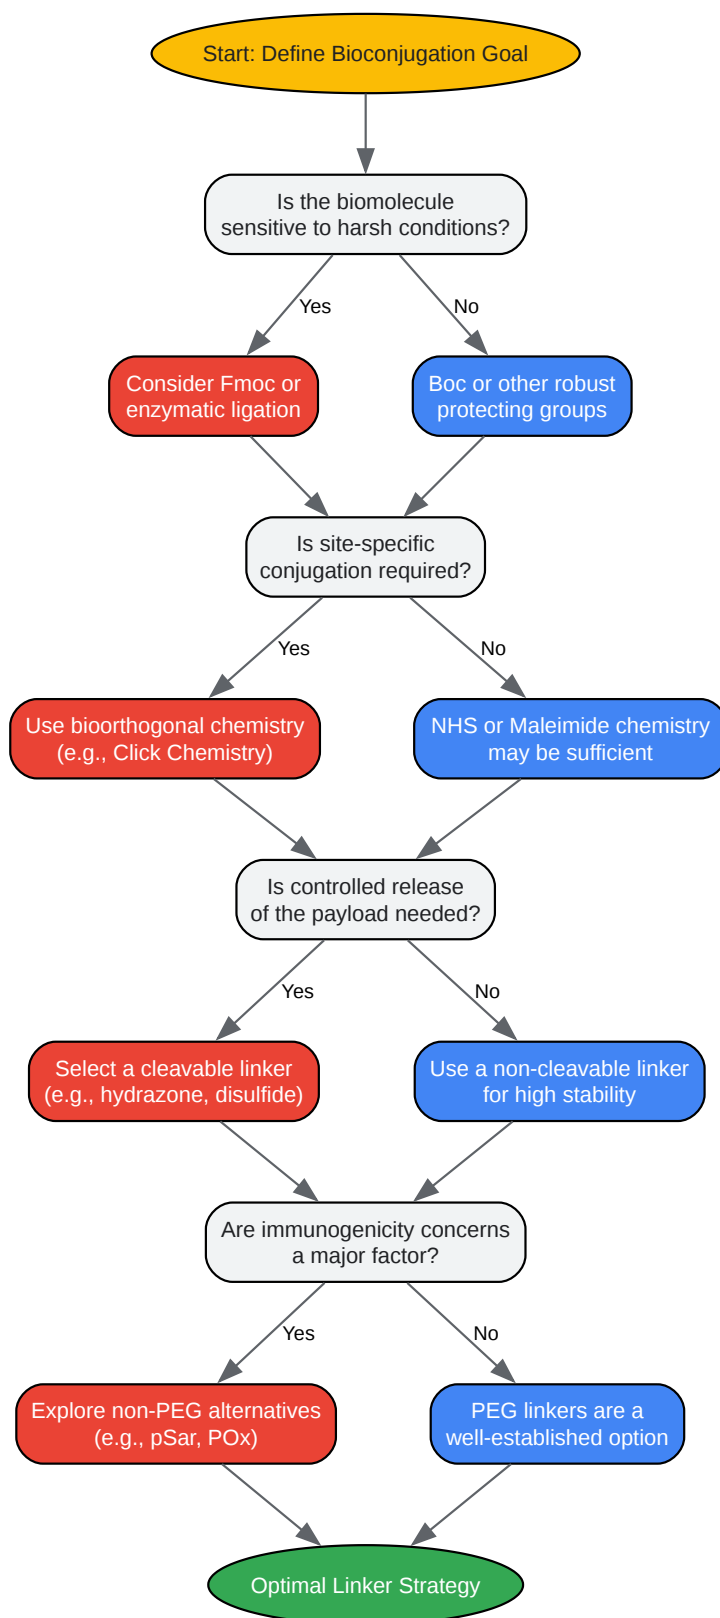 Start: Define Bioconjugation Goal
Is the biomolecule
sensitive to harsh conditions?
Yes
No
Consider Fmoc or
enzymatic ligation
Boc or other robust
protecting groups
Is site-specific
conjugation required?
Yes
No
Use bioorthogonal chemistry
(e.g., Click Chemistry)
NHS or Maleimide chemistry
may be sufficient
Is controlled release
of the payload needed?
Yes
No
Select a cleavable linker
(e.g., hydrazone, disulfide)
Use a non-cleavable linker
for high stability
Are immunogenicity concerns
a major factor?
Yes
No
Explore non-PEG alternatives
(e.g., pSar, POx)
PEG linkers are a
well-established option
Optimal Linker Strategy